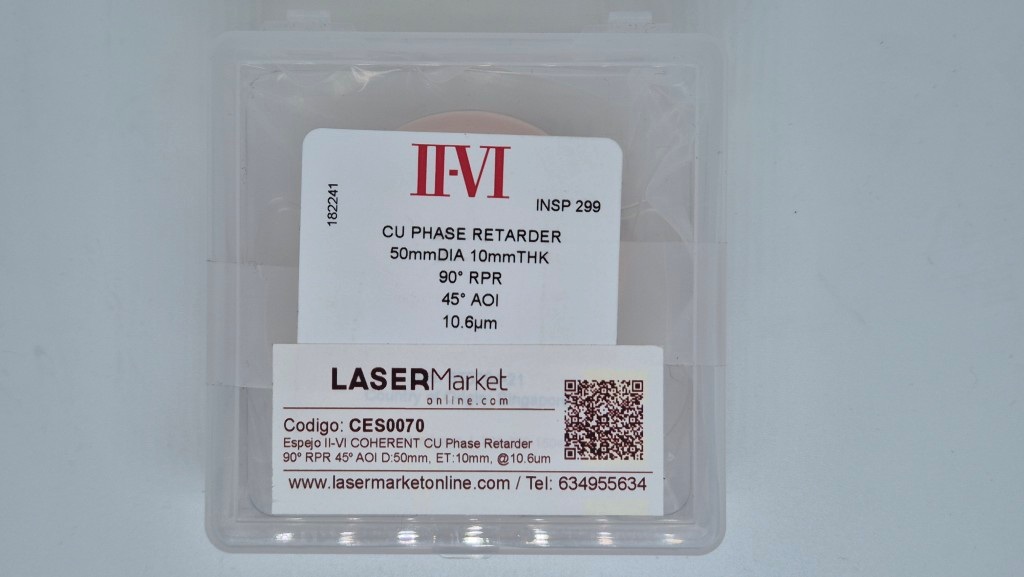 II-VI
182241
INSP 299
CU PHASE RETARDER
50mmDIA 10mmTHK
90° RPR
45° AOI
10.6µm
LASERMarket
online.com
Codigo: CES0070
Espejo II-VI COHERENT CU Phase Retarder
90º RPR 45º AOI D:50mm, ET:10mm, @10.6um
www.lasermarketonline.com / Tel: 634955634